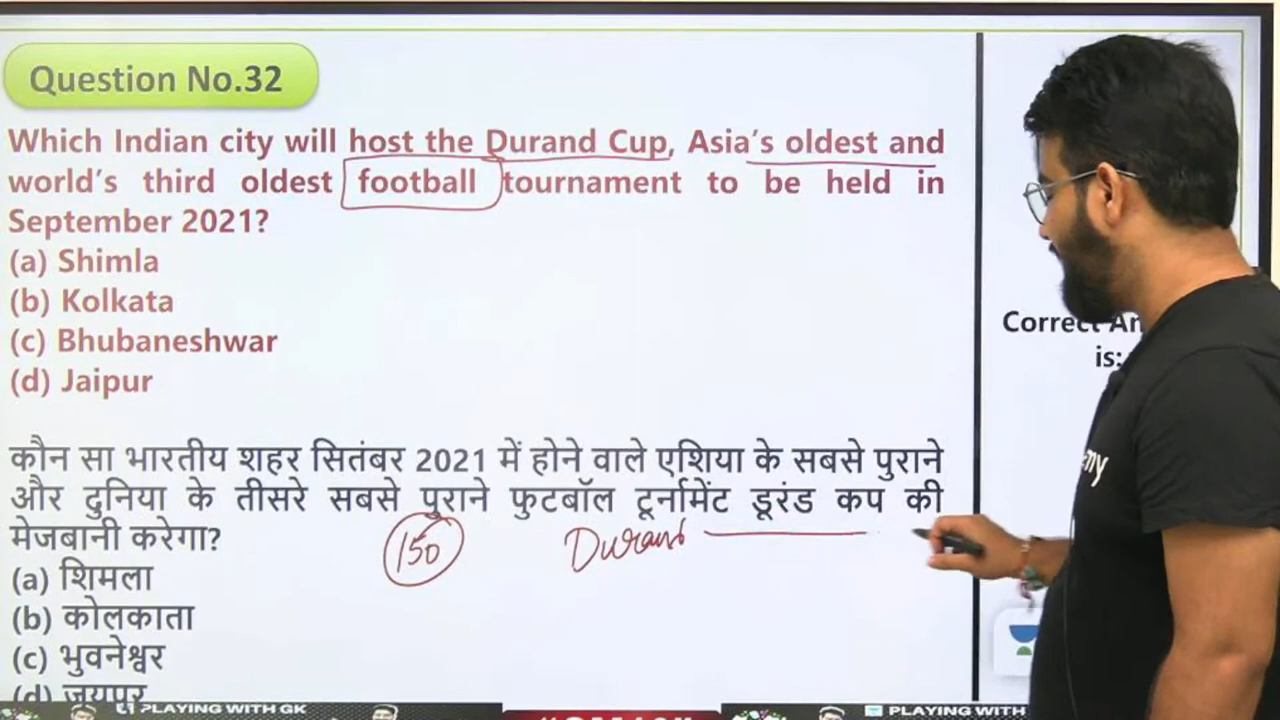 Question No.32
Which Indian city will host the Durand Cup, Asia's oldest and
world's third oldest football tournament to be held in
September 2021?
(a) Shimla
(b) Kolkata
(c) Bhubaneshwar
(d) Jaipur
कौन सा भारतीय शहर सितंबर 2021 में होने वाले एशिया के सबसे पुराने
और दुनिया के तीसरे सबसे पुराने फुटबॉल टूर्नामेंट डूरंड कप की
मेजबानी करेगा?
150 Durand
(a) शिमला
(b) कोलकाता
(c) भुवनेश्वर
(d) जयपुर
Correct
is:
my
PLAYING WITH GK
PLAYING WITH